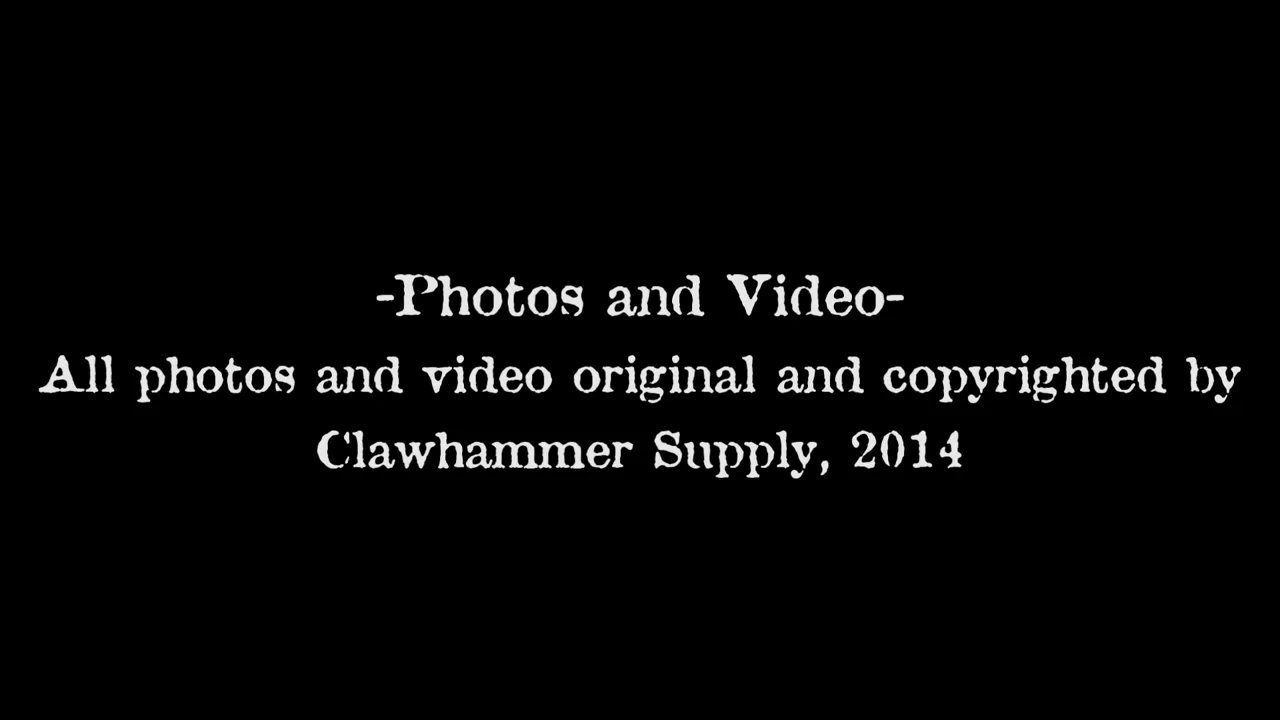 -Photos and Video-
All photos and video original and copyrighted by
Clawhammer Supply, 2014